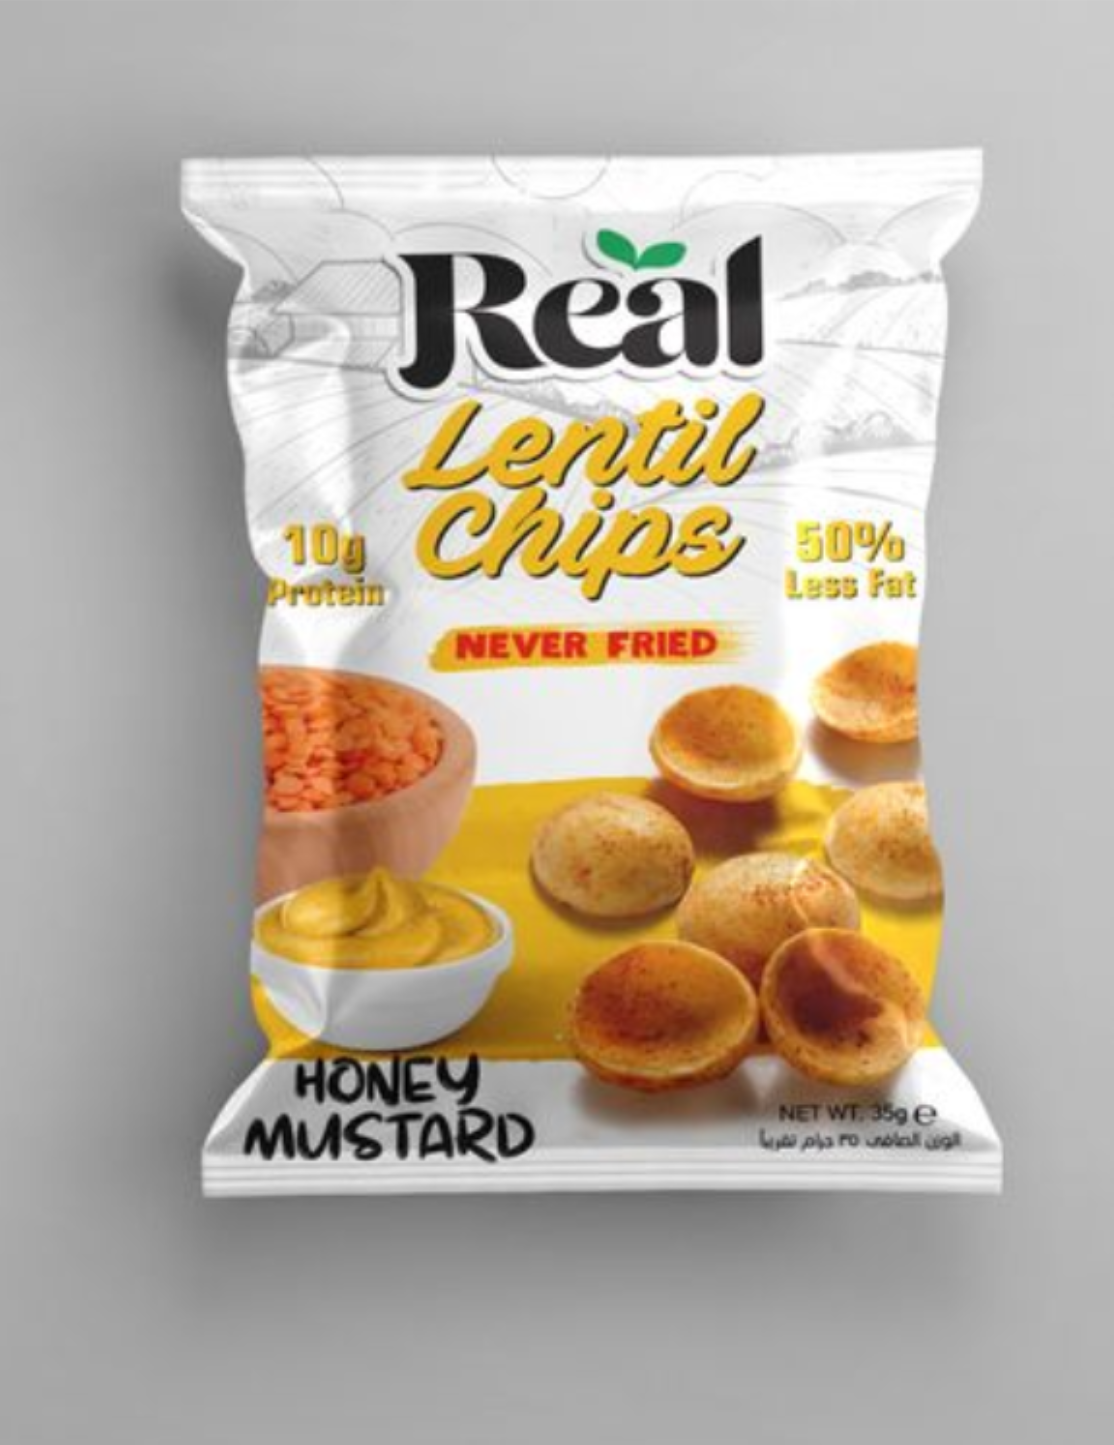 Real
Lentil
Chips
10g
Protein
50%
Less Fat
NEVER FRIED
HONEY
MUSTARD
NET WT. 35g ℮
الوزن الصافي ٣٥ جرام تقريباً